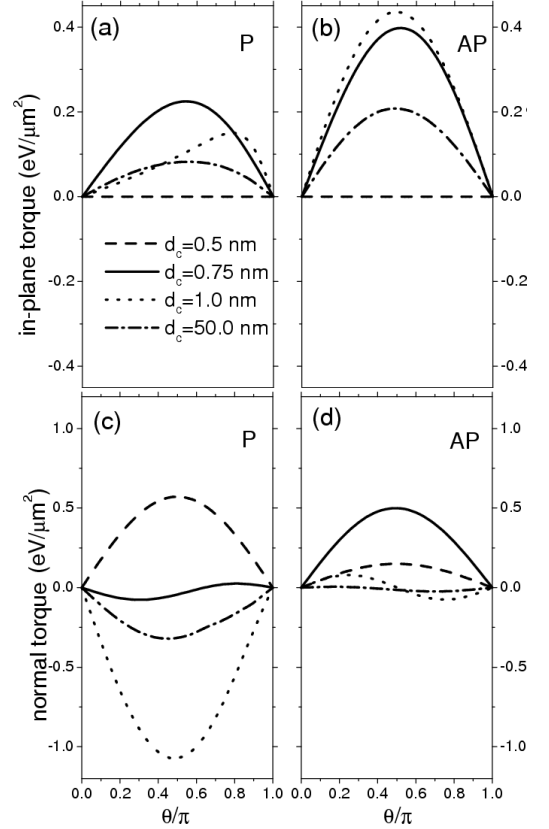 (a)
P
(b)
AP
0.4
0.2
0.0
-0.2
-0.4
0.4
0.2
0.0
-0.2
-0.4
in-plane torque (eV/μm²)
d_c=0.5 nm
d_c=0.75 nm
d_c=1.0 nm
d_c=50.0 nm
(c)
P
(d)
AP
1.0
0.5
0.0
-0.5
-1.0
1.0
0.5
0.0
-0.5
-1.0
normal torque (eV/μm²)
0.0 0.2 0.4 0.6 0.8 1.0
0.0 0.2 0.4 0.6 0.8 1.0
θ/π
θ/π